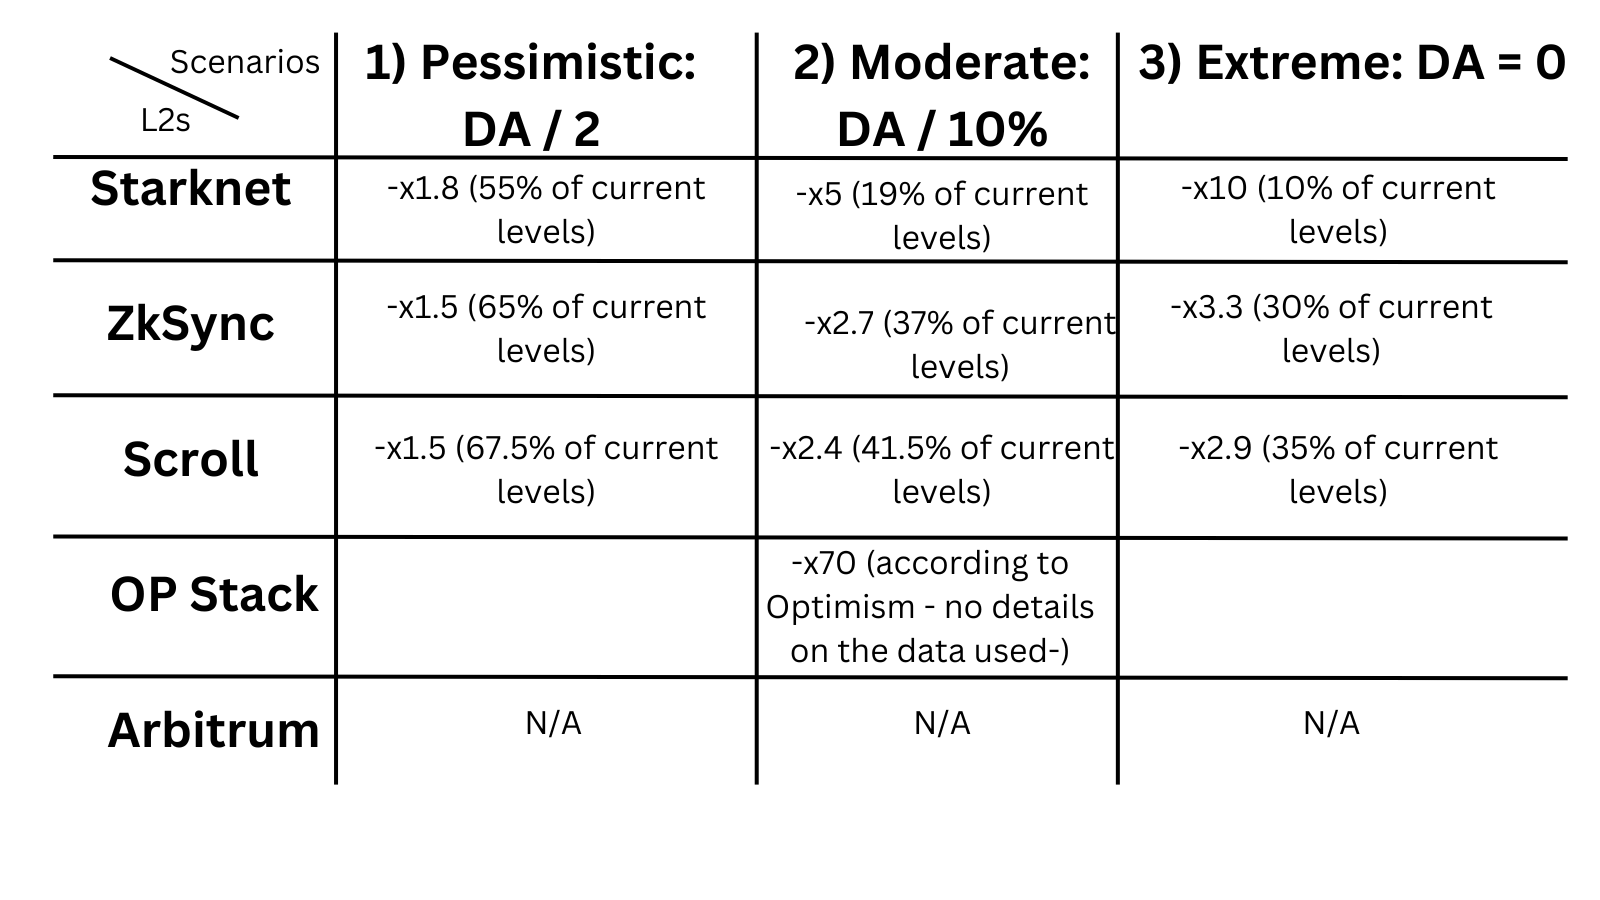 Scenarios
L2s
1) Pessimistic:
DA / 2
2) Moderate:
DA / 10%
3) Extreme: DA = 0
Starknet
-x1.8 (55% of current
levels)
-x5 (19% of current
levels)
-x10 (10% of current
levels)
ZkSync
-x1.5 (65% of current
levels)
-x2.7 (37% of current
levels)
-x3.3 (30% of current
levels)
Scroll
-x1.5 (67.5% of current
levels)
-x2.4 (41.5% of current
levels)
-x2.9 (35% of current
levels)
OP Stack
-x70 (according to
Optimism - no details
on the data used-)
Arbitrum
N/A
N/A
N/A